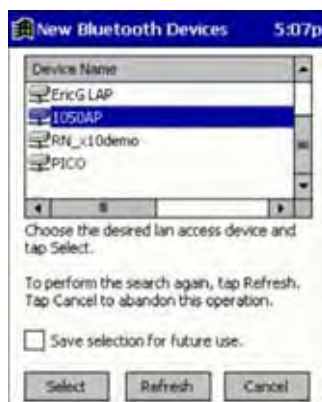 New Bluetooth Devices 5:07p
Device Name
EricG LAP
1050AP
RN_x10demo
PICO
Choose the desired lan access device and
tap Select.
To perform the search again, tap Refresh.
Tap Cancel to abandon this operation.
Save selection for future use.
Select Refresh Cancel